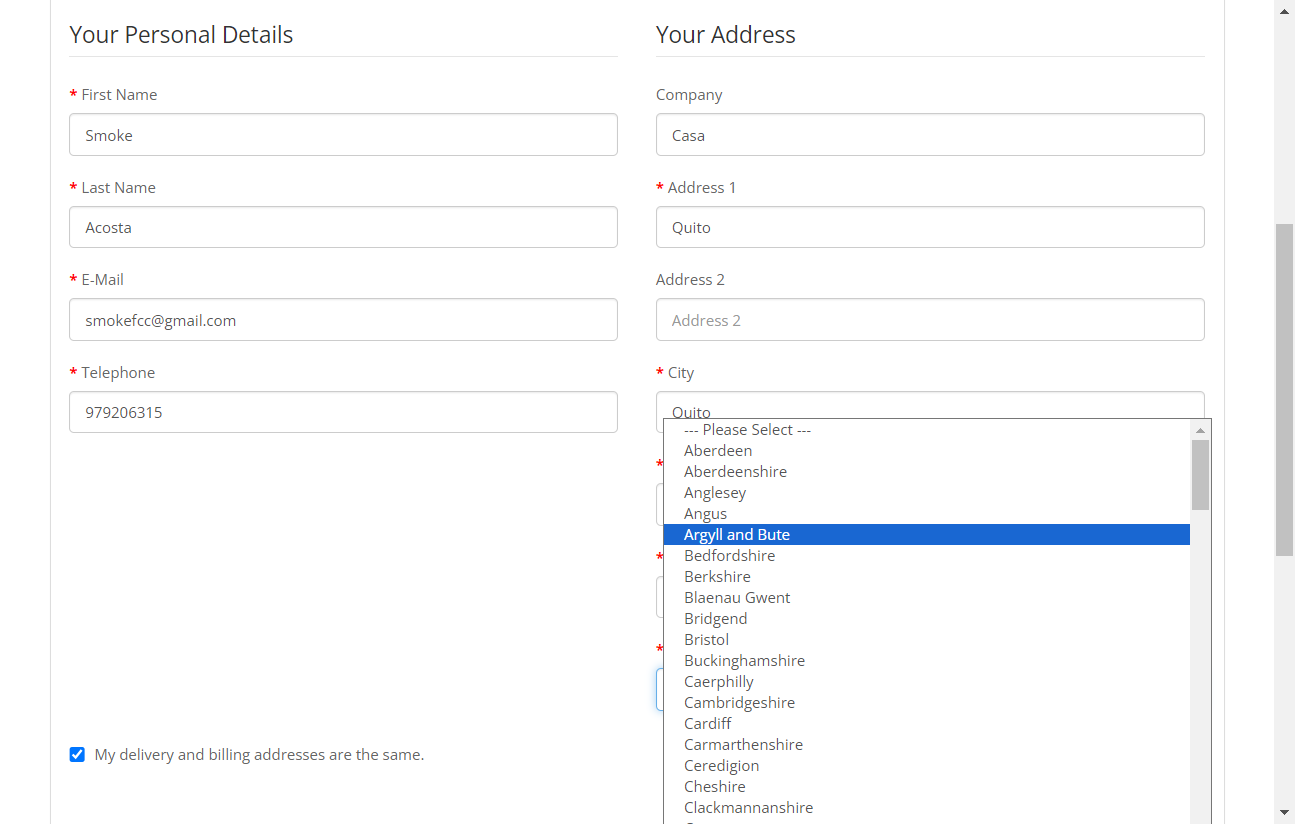 Your Personal Details
* First Name
Smoke
* Last Name
Acosta
* E-Mail
smokefcc@gmail.com
* Telephone
979206315
Your Address
Company
Casa
* Address 1
Quito
Address 2
Address 2
* City
Quito
*
*
*
--- Please Select ---
Aberdeen
Aberdeenshire
Anglesey
Angus
Argyll and Bute
Bedfordshire
Berkshire
Blaenau Gwent
Bridgend
Bristol
Buckinghamshire
Caerphilly
Cambridgeshire
Cardiff
Carmarthenshire
Ceredigion
Cheshire
Clackmannanshire
My delivery and billing addresses are the same.